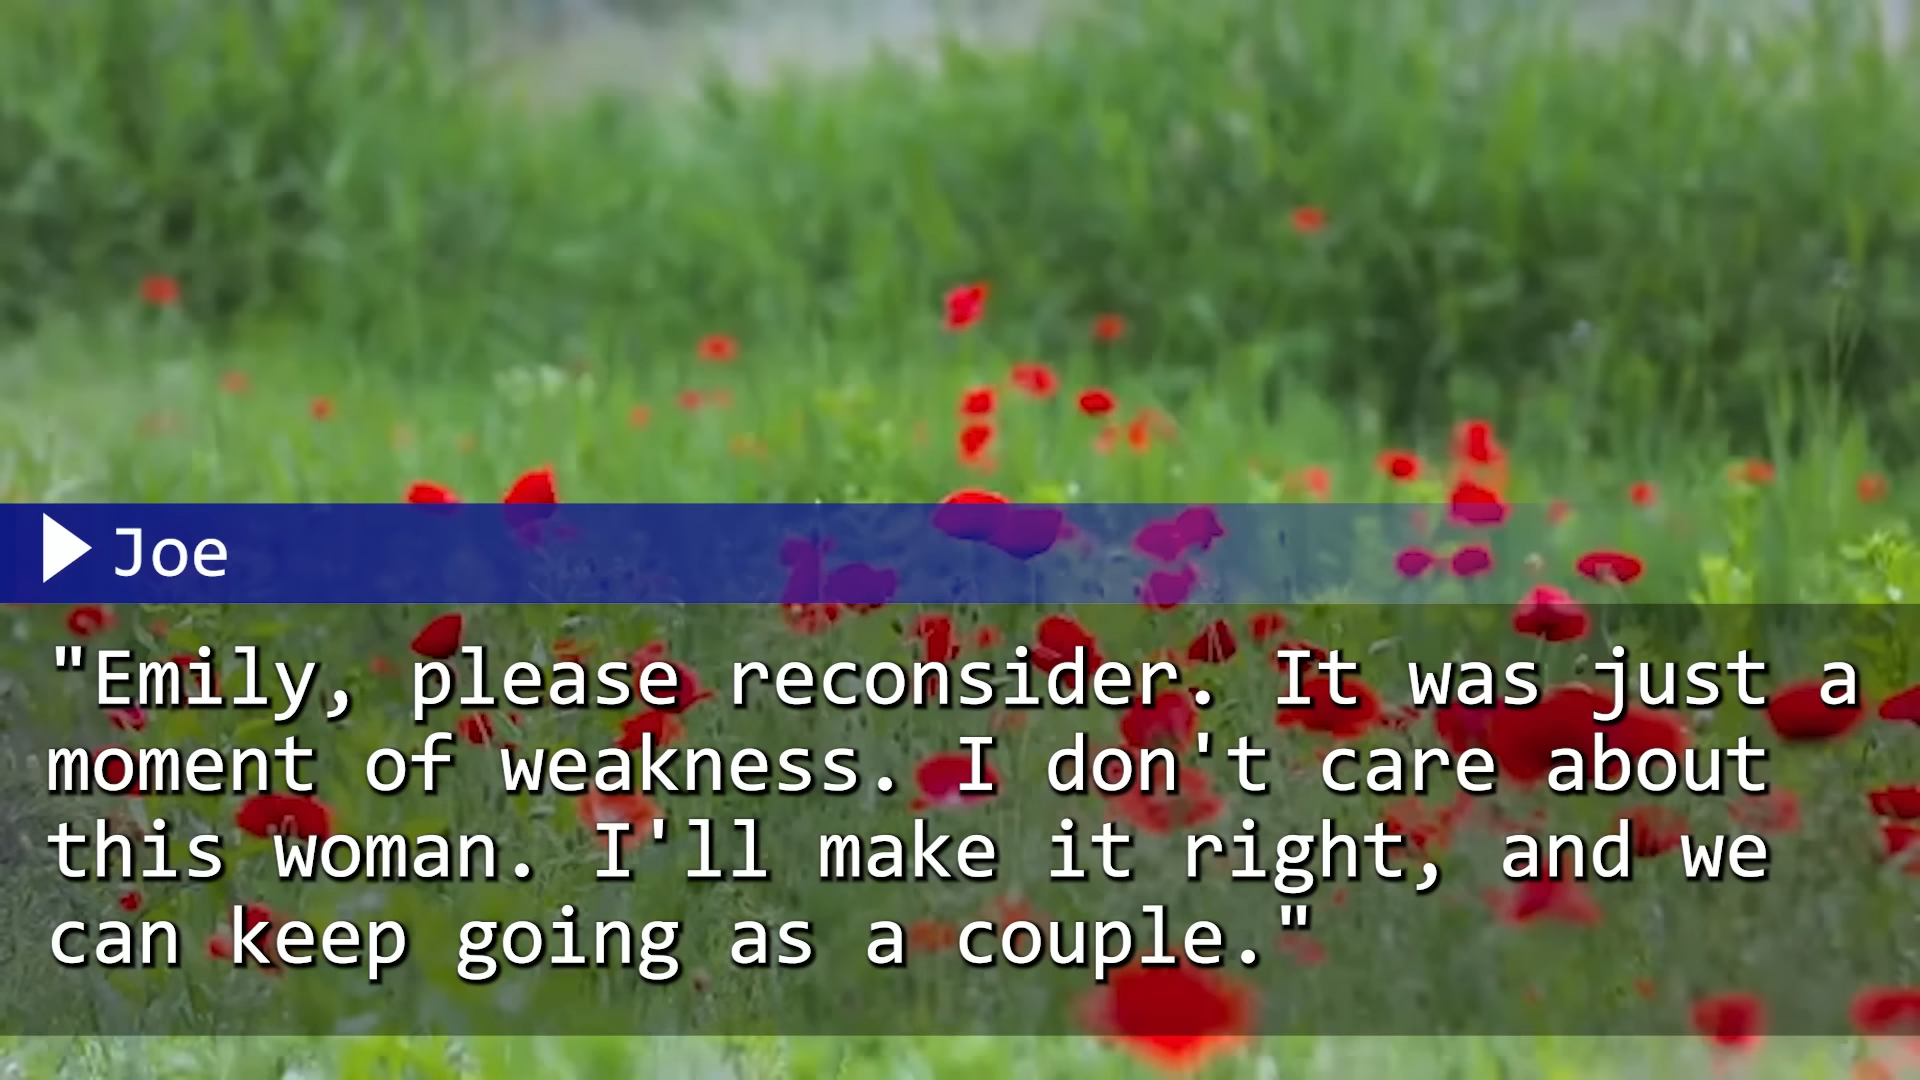 Joe
"Emily, please reconsider. It was just a
moment of weakness. I don't care about
this woman. I'll make it right, and we
can keep going as a couple."